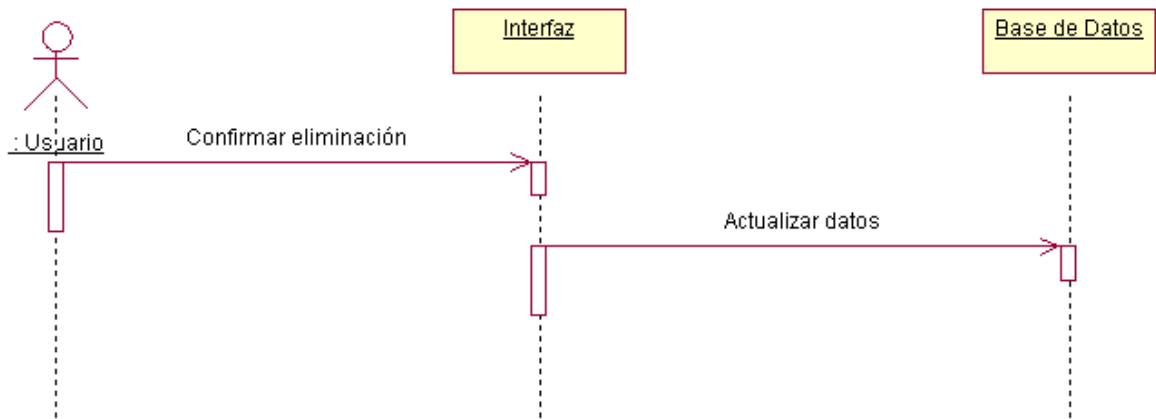 Interfaz
Base de Datos
: Usuario
Confirmar eliminación
Actualizar datos